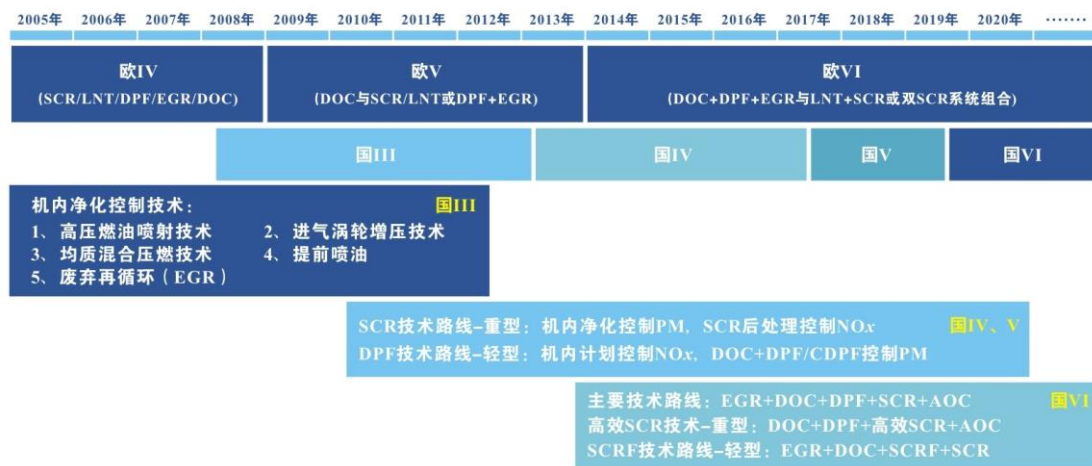 2005年 2006年 2007年 2008年 2009年 2010年 2011年 2012年 2013年 2014年 2015年 2016年 2017年 2018年 2019年 2020年 ·······
欧IV 欧V 欧VI
(SCR/LNT/DPF/EGR/DOC) (DOC与SCR/LNT或DPF+EGR) (DOC+DPF+EGR与LNT+SCR或双SCR系统组合)
国III 国IV 国V 国VI
机内净化控制技术： 国III
1、高压燃油喷射技术 2、进气涡轮增压技术
3、均质混合压燃技术 4、提前喷油
5、废弃再循环（EGR）
SCR技术路线–重型：机内净化控制PM，SCR后处理控制NOx 国IV、V
DPF技术路线–轻型：机内计划控制NOx，DOC+DPF/CDPF控制PM
主要技术路线：EGR+DOC+DPF+SCR+AOC 国VI
高效SCR技术–重型：DOC+DPF+高效SCR+AOC
SCRF技术路线–轻型：EGR+DOC+SCRF+SCR